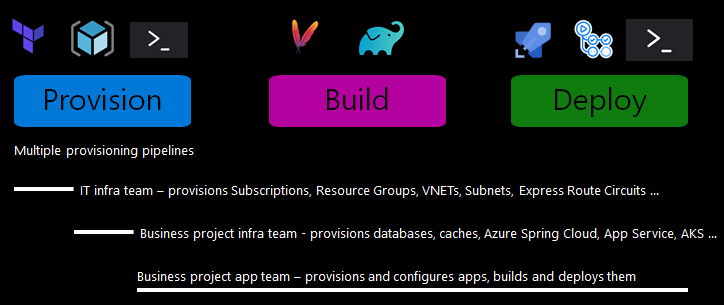 >_
>_
Provision
Build
Deploy
Multiple provisioning pipelines
IT infra team – provisions Subscriptions, Resource Groups, VNETs, Subnets, Express Route Circuits ...
Business project infra team - provisions databases, caches, Azure Spring Cloud, App Service, AKS ...
Business project app team – provisions and configures apps, builds and deploys them